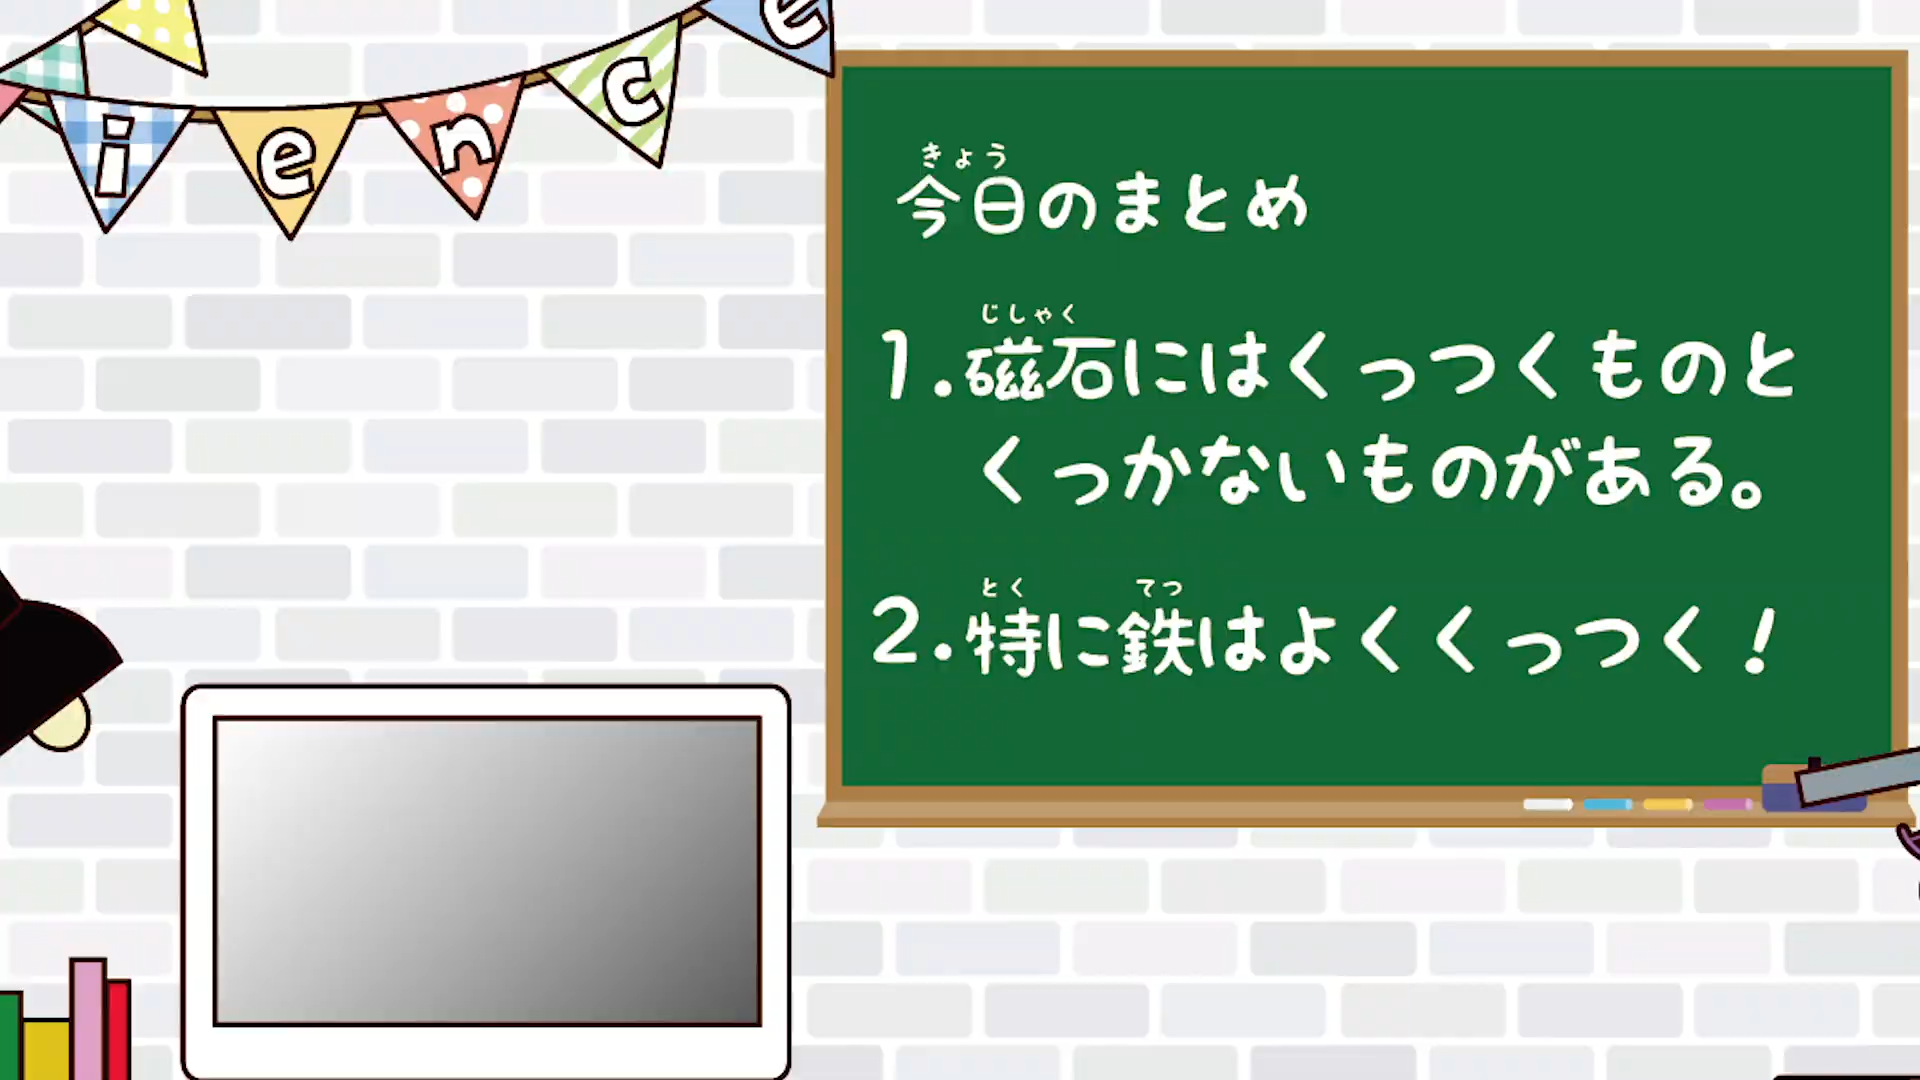 ience
きょう
今日のまとめ
じしゃく
1.磁石にはくっつくものと
くっかないものがある。
とく てつ
2.特に鉄はよくくっつく!